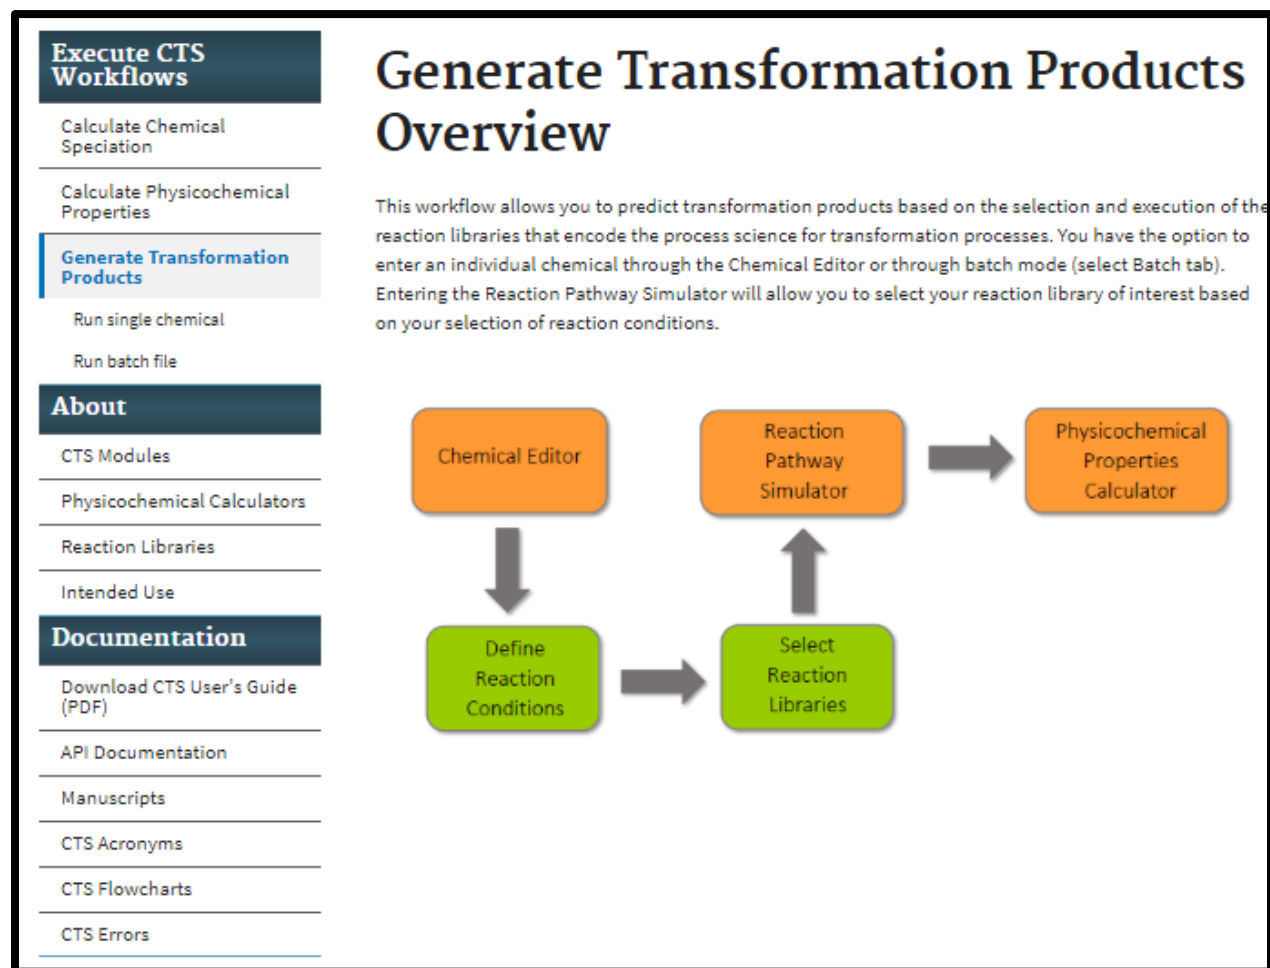 Execute CTS
Workflows
Calculate Chemical
Speciation
Calculate Physicochemical
Properties
Generate Transformation
Products
Run single chemical
Run batch file
About
CTS Modules
Physicochemical Calculators
Reaction Libraries
Intended Use
Documentation
Download CTS User's Guide
(PDF)
API Documentation
Manuscripts
CTS Acronyms
CTS Flowcharts
CTS Errors
Generate Transformation Products
Overview
This workflow allows you to predict transformation products based on the selection and execution of the
reaction libraries that encode the process science for transformation processes. You have the option to
enter an individual chemical through the Chemical Editor or through batch mode (select Batch tab).
Entering the Reaction Pathway Simulator will allow you to select your reaction library of interest based
on your selection of reaction conditions.
Chemical Editor
Define
Reaction
Conditions
Select
Reaction
Libraries
Reaction
Pathway
Simulator
Physicochemical
Properties
Calculator